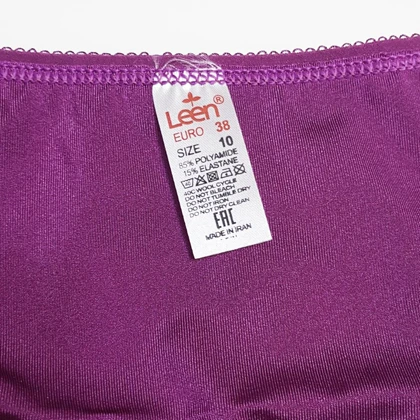 Leen®
EURO 38
SIZE 10
85% POLYAMIDE
15% ELASTANE
40C WOOL CYCLE
DO NOT BLEACH
DO NOT TUMBLE DRY
DO NOT IRON
DO NOT DRY CLEAN
EAC
MADE IN IRAN